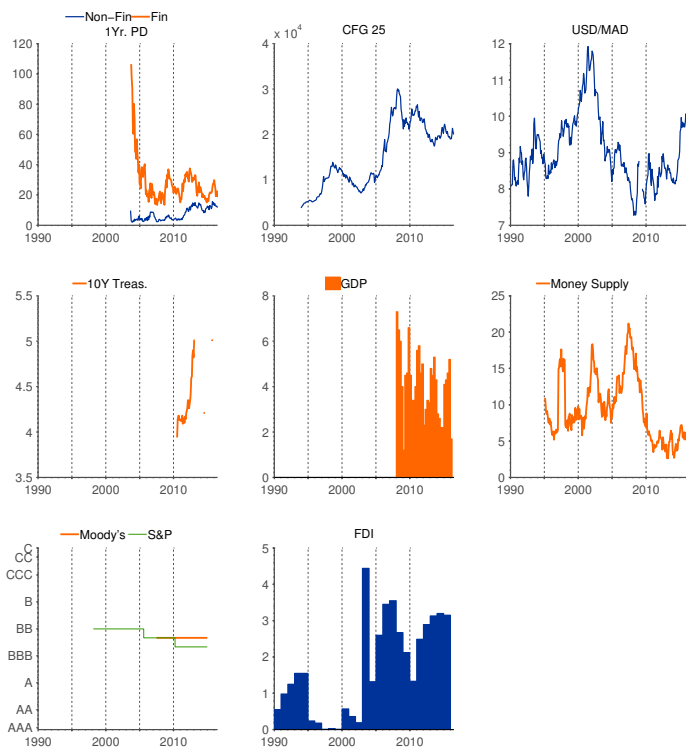 Non-Fin Fin
1Yr. PD
120
100
80
60
40
20
0
1990 2000 2010
CFG 25
x 10^4
4
3
2
1
0
1990 2000 2010
USD/MAD
12
11
10
9
8
7
1990 2000 2010
10Y Treas.
5.5
5
4.5
4
3.5
1990 2000 2010
GDP
8
6
4
2
0
1990 2000 2010
Money Supply
25
20
15
10
5
0
1990 2000 2010
Moody's S&P
C
CC
CCC
B
BB
BBB
A
AA
AAA
1990 2000 2010
FDI
5
4
3
2
1
0
1990 2000 2010